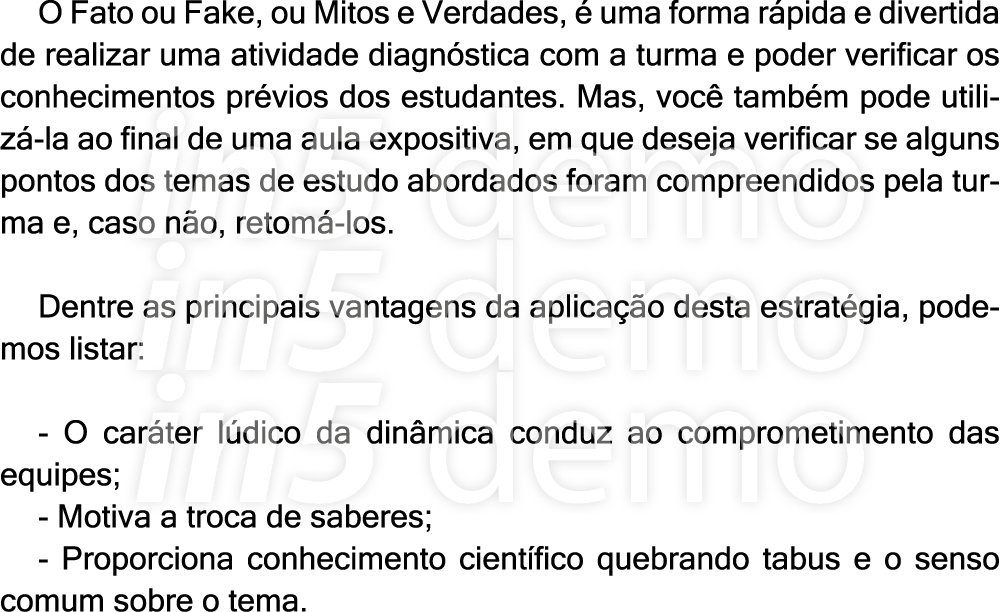 O Fato ou Fake, ou Mitos e Verdades, é uma forma rápida e divertida
de realizar uma atividade diagnóstica com a turma e poder verificar os
conhecimentos prévios dos estudantes. Mas, você também pode utili-
zá-la ao final de uma aula expositiva, em que deseja verificar se alguns
pontos dos temas de estudo abordados foram compreendidos pela tur-
ma e, caso não, retomá-los.
Dentre as principais vantagens da aplicação desta estratégia, pode-
mos listar:
- O caráter lúdico da dinâmica conduz ao comprometimento das
equipes;
- Motiva a troca de saberes;
- Proporciona conhecimento científico quebrando tabus e o senso
comum sobre o tema.
in5 demo
in5 demo
in5 demo